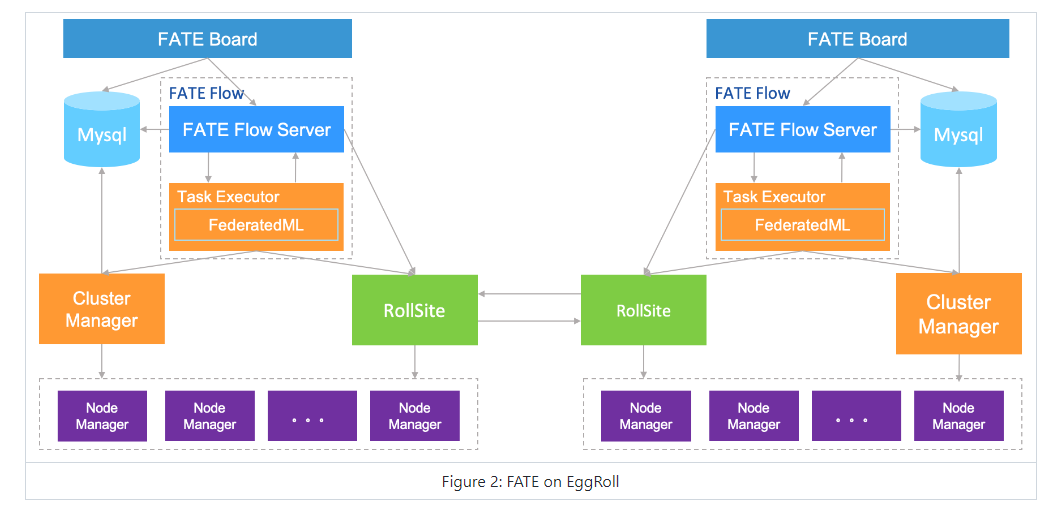 FATE Board
FATE Board
FATE Flow
FATE Flow
Mysql
FATE Flow Server
FATE Flow Server
Mysql
Task Executor
FederatedML
Task Executor
FederatedML
Cluster
Manager
RollSite
RollSite
Cluster
Manager
Node
Manager
Node
Manager
. . .
Node
Manager
Node
Manager
Node
Manager
. . .
Node
Manager
Figure 2: FATE on EggRoll